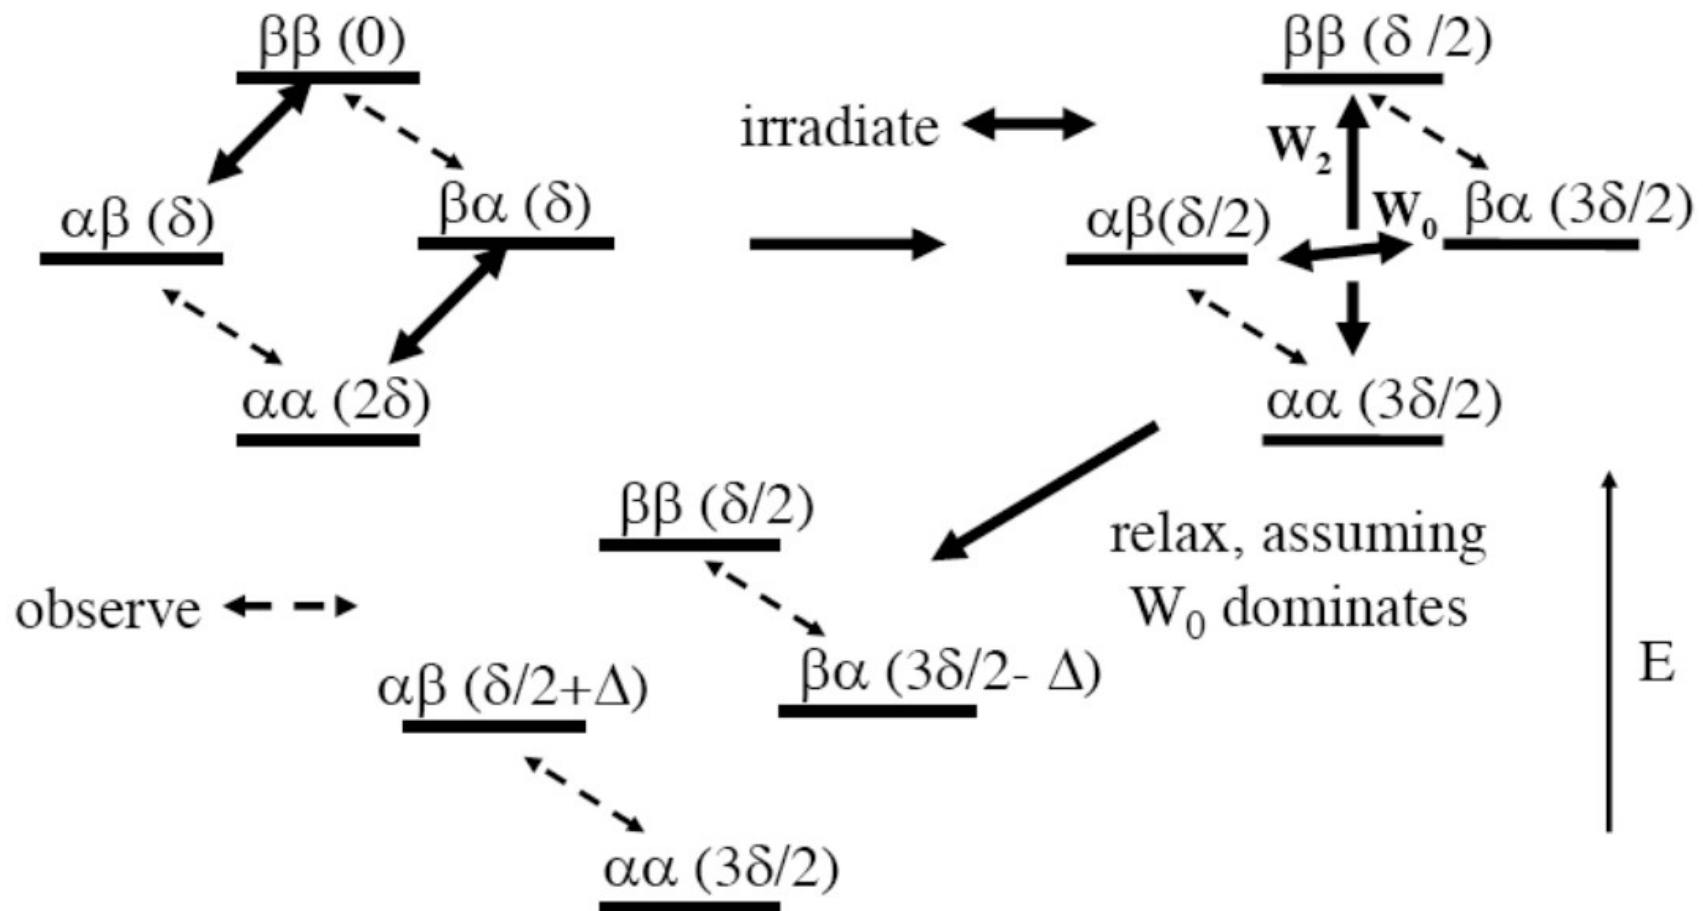 ββ (0)
αβ (δ)
βα (δ)
αα (2δ)
irradiate
ββ (δ /2)
W₂
W₀
αβ(δ/2)
βα (3δ/2)
αα (3δ/2)
relax, assuming
W₀ dominates
E
observe
ββ (δ/2)
αβ (δ/2+Δ)
βα (3δ/2- Δ)
αα (3δ/2)